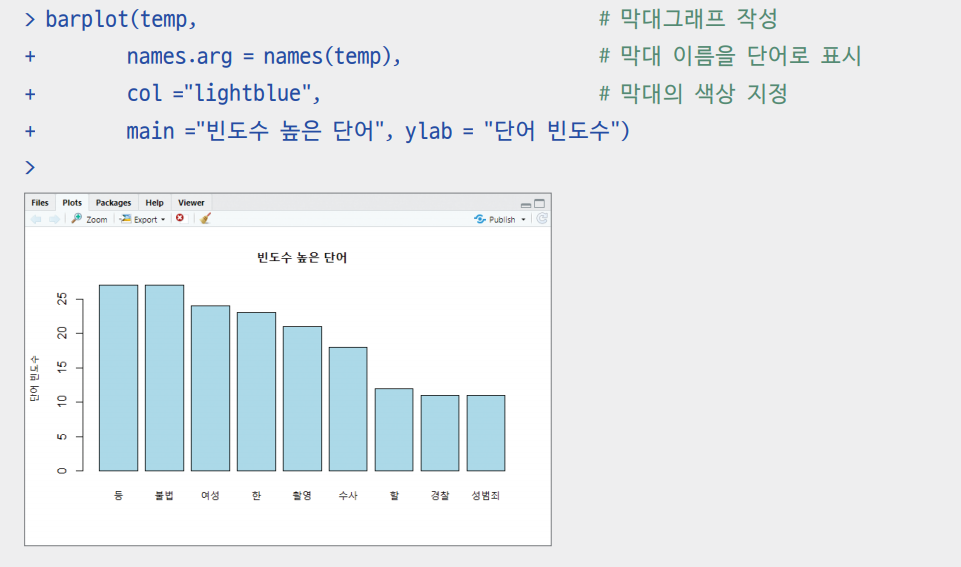 > barplot(temp, # 막대그래프 작성
+ names.arg = names(temp), # 막대 이름을 단어로 표시
+ col ="lightblue", # 막대의 색상 지정
+ main ="빈도수 높은 단어", ylab = "단어 빈도수")
>
Files Plots Packages Help Viewer
Zoom Export Publish
빈도수 높은 단어
단어 빈도수
25
20
15
10
5
0
등 불법 여성 한 촬영 수사 할 경찰 성범죄